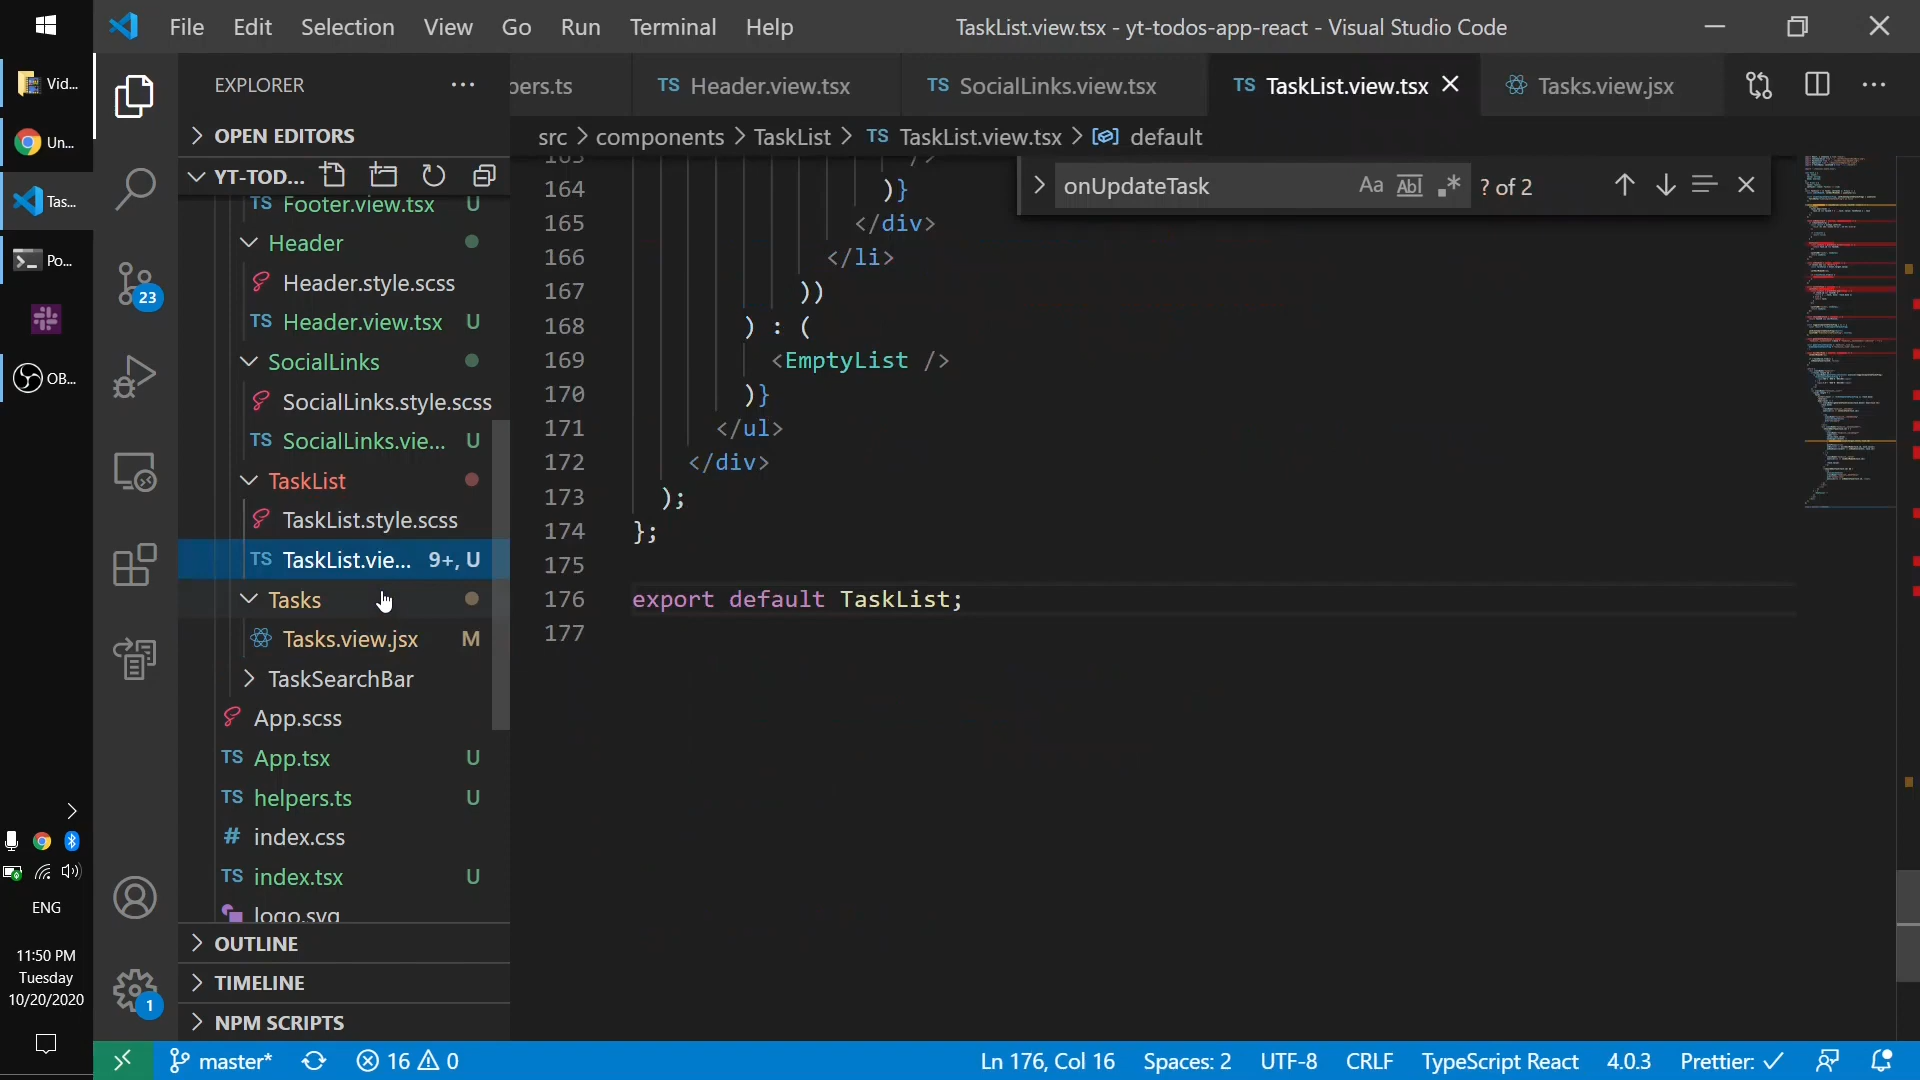 File Edit Selection View Go Run Terminal Help
TaskList.view.tsx - yt-todos-app-react - Visual Studio Code
Vid...
Un...
Tas...
Po...
OB...
ENG
11:50 PM
Tuesday
10/20/2020
23
1
EXPLORER
OPEN EDITORS
YT-TOD...
TS Footer.view.tsx U
Header
Header.style.scss
TS Header.view.tsx U
SocialLinks
SocialLinks.style.scss
TS SocialLinks.vie... U
TaskList
TaskList.style.scss
TS TaskList.vie... 9+, U
Tasks
Tasks.view.jsx M
TaskSearchBar
App.scss
TS App.tsx U
TS helpers.ts U
# index.css
TS index.tsx U
logo.svg
OUTLINE
TIMELINE
NPM SCRIPTS
pers.ts
TS Header.view.tsx
TS SocialLinks.view.tsx
TS TaskList.view.tsx
Tasks.view.jsx
src > components > TaskList > TS TaskList.view.tsx > default
onUpdateTask Aa Abl .* ? of 2
163 />
164 )}
165 </div>
166 </li>
167 ))
168 ) : (
169 <EmptyList />
170 )}
171 </ul>
172 </div>
173 );
174 };
175
176 export default TaskList;
177
master* 16 0 Ln 176, Col 16 Spaces: 2 UTF-8 CRLF TypeScript React 4.0.3 Prettier: ✓